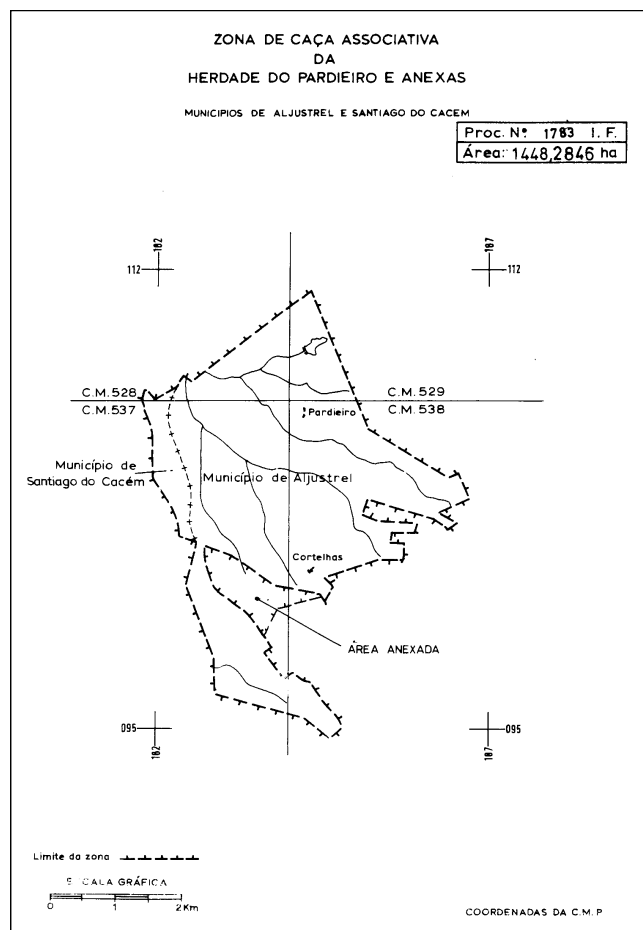 ZONA DE CAÇA ASSOCIATIVA
DA
HERDADE DO PARDIEIRO E ANEXAS
MUNICIPIOS DE ALJUSTREL E SANTIAGO DO CACEM
Proc. Nº 1783 I. F.
Área: 1448,2846 ha
182
187
112
112
C.M. 528
C.M. 529
C.M. 537
C.M. 538
Pardieiro
Município de
Santiago do Cacém
Município de Aljustrel
Cortelhas
ÁREA ANEXADA
095
095
182
187
Limite da zona
CALA GRÁFICA
0 1 2 Km
COORDENADAS DA C.M.P